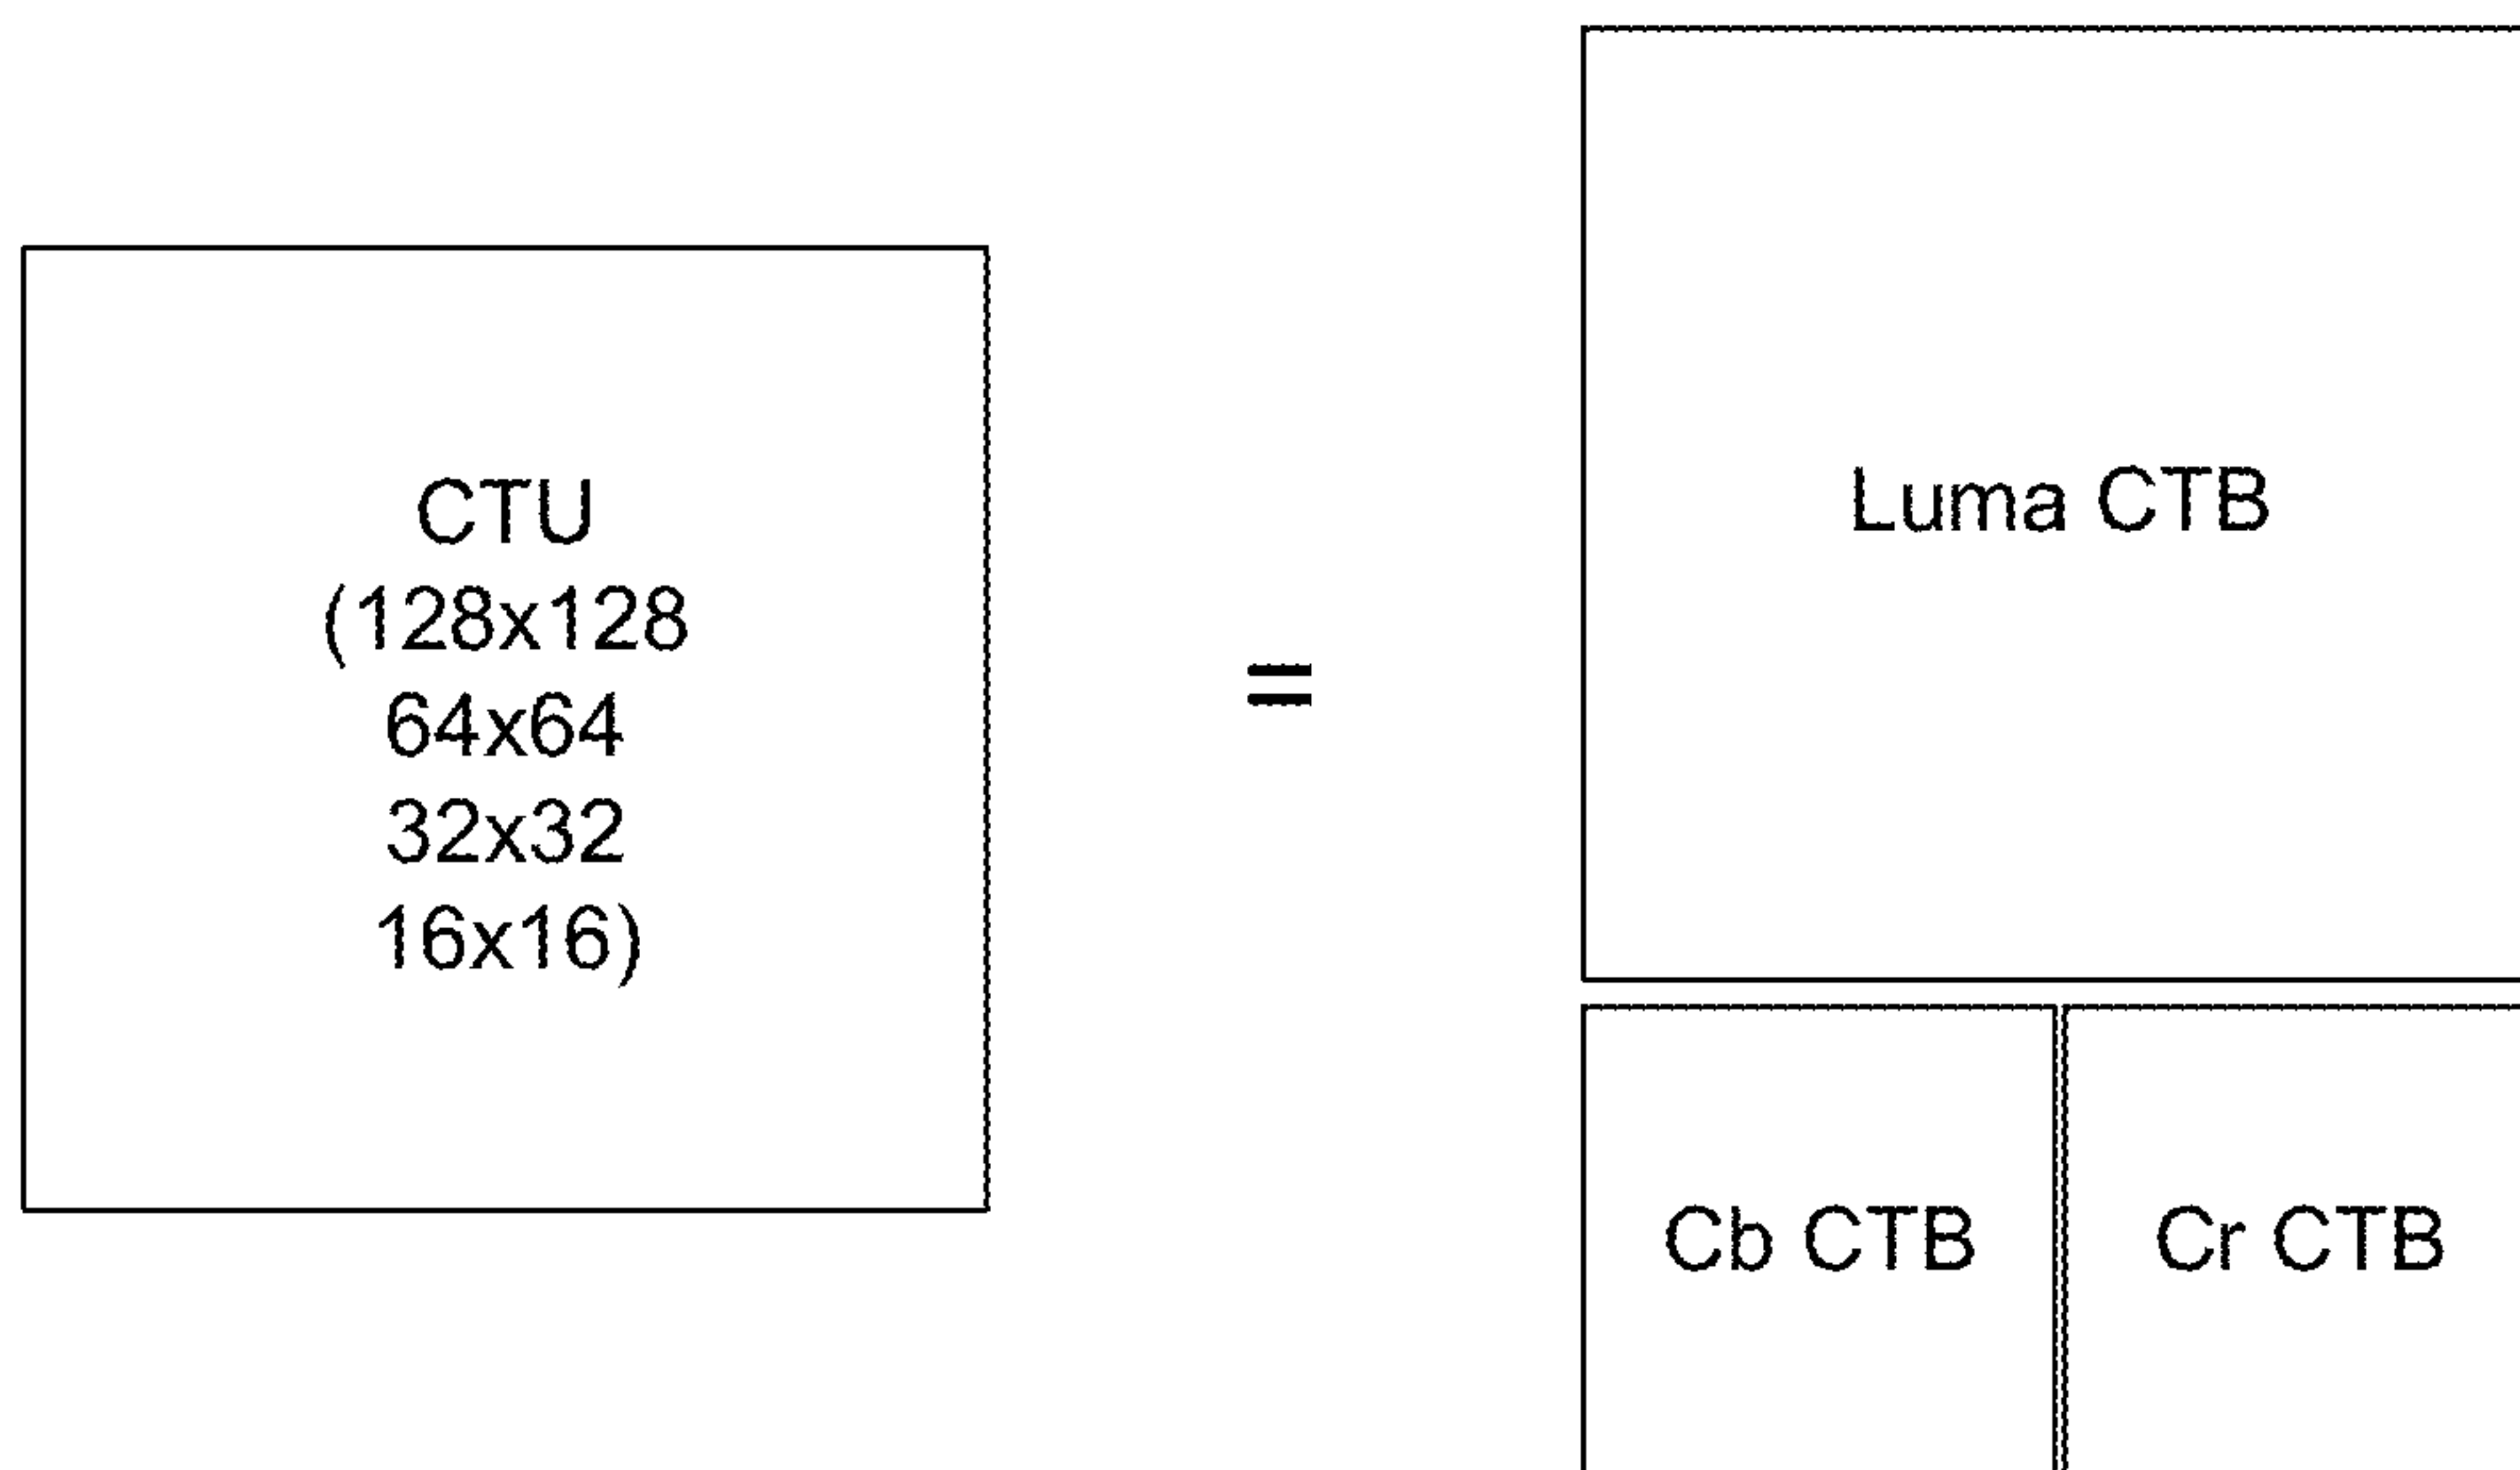 CTU
(128x128
64x64
32x32
16x16)
=
Luma CTB
Cb CTB
Cr CTB